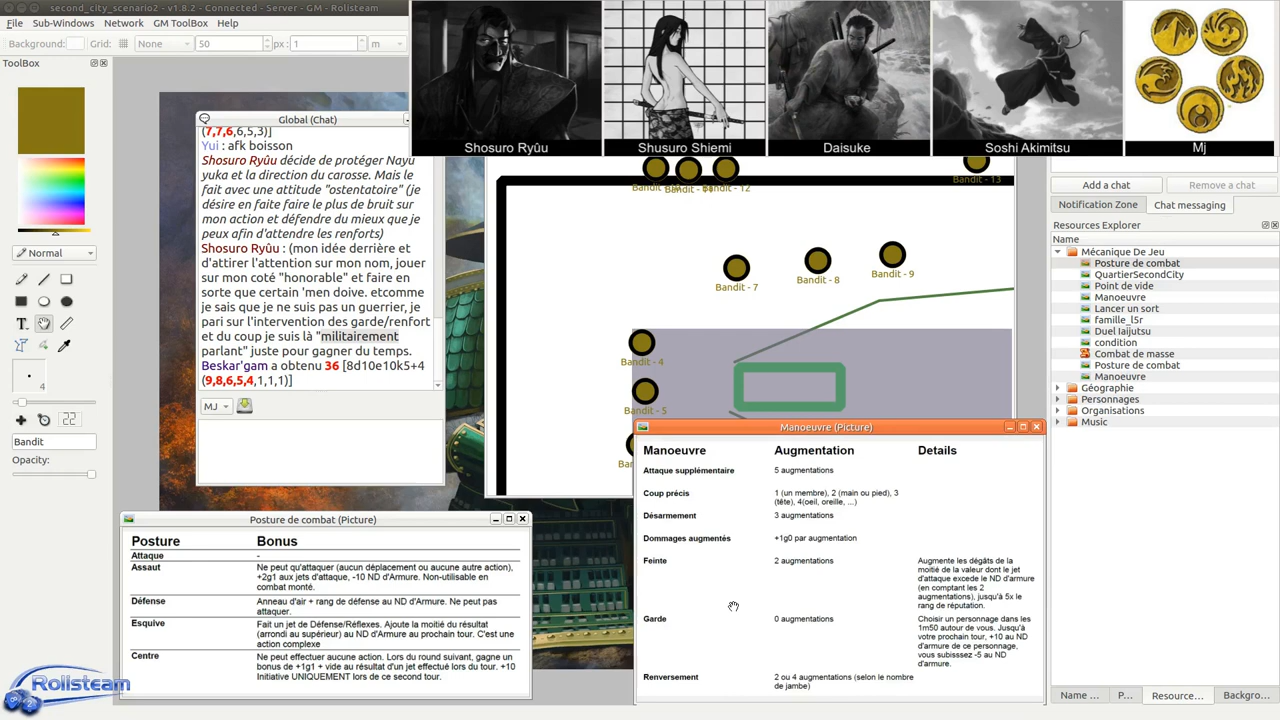 second_city_scenario2 - v1.8.2 - Connected - Server - GM - Rolisteam
File SubWindows Network GM ToolBox Help
Background: Grid: None 50 px: 1 m
ToolBox
Normal
4
2
Bandit
Opacity:
Shosuro Ryûu
Shusuro Shiemi
Daisuke
Soshi Akimitsu
Mj
Global (Chat)
(7,7,6,6,5,3)]
Yui : afk boisson
Shosuro Ryûu décide de protéger Nayu
yuka et la direction du carosse. Mais le
fait avec une attitude "ostentatoire" (je
désire en faite faire le plus de bruit sur
mon action et défendre du mieux que je
peux afin d'attendre les renforts)
Shosuro Ryûu : (mon idée derrière et
d'attirer l'attention sur mon nom, jouer
sur mon coté "honorable" et faire en
sorte que certain 'men doive. etcomme
je sais que je ne suis pas un guerrier, je
pari sur l'intervention des garde/renfort
et du coup je suis là "militairement
parlant" juste pour gagner du temps.
Beskar'gam a obtenu 36 [8d10e10k5+4
(9,8,6,5,4,1,1,1)]
MJ
Bandit - 12
Bandit - 13
Bandit - 7
Bandit - 8
Bandit - 9
Bandit - 4
Bandit - 5
Add a chat
Remove a chat
Notification Zone
Chat messaging
Resources Explorer
Name
Mécanique De Jeu
Posture de combat
QuartierSecondCity
Point de vide
Manoeuvre
Lancer un sort
famille_l5r
Duel Iaijutsu
condition
Combat de masse
Posture de combat
Manoeuvre
Géographie
Personnages
Organisations
Music
Name ...
P...
Resource...
Backgro...
Posture de combat (Picture)
Posture Bonus
Attaque -
Assaut Ne peut qu'attaquer (aucun déplacement ou aucune autre action),
+2g1 aux jets d'attaque, -10 ND d'Armure. Non-utilisable en
combat monté.
Défense Anneau d'air + rang de défense au ND d'Armure. Ne peut pas
attaquer.
Esquive Fait un jet de Défense/Réflexes. Ajoute la moitié du résultat
(arrondi au supérieur) au ND d'Armure au prochain tour. C'est une
action complexe
Centre Ne peut effectuer aucune action. Lors du round suivant, gagne un
bonus de +1g1 + vide au résultat d'un jet effectué lors du tour. +10
Initiative UNIQUEMENT lors de ce second tour.
Rolisteam
Manoeuvre (Picture)
Manoeuvre Augmentation Details
Attaque supplémentaire 5 augmentations
Coup précis 1 (un membre), 2 (main ou pied), 3
(tête), 4(oeil, oreille, ...)
Désarmement 3 augmentations
Dommages augmentés +1g0 par augmentation
Feinte 2 augmentations Augmente les dégâts de la
moitié de la valeur dont le jet
d'attaque excede le ND d'armure
(en comptant les 2
augmentations), jusqu'à 5x le
rang de réputation.
Garde 0 augmentations Choisir un personnage dans les
1m50 autour de vous. Jusqu'à
votre prochain tour, +10 au ND
d'armure de ce personnage,
vous subisssez -5 au ND
d'armure.
Renversement 2 ou 4 augmentations (selon le nombre
de jambe)